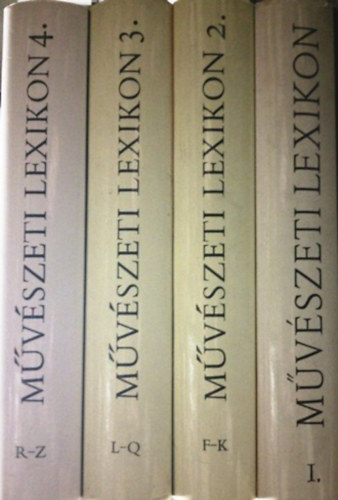 MŰVÉSZETI LEXIKON 4.
R-Z
MŰVÉSZETI LEXIKON 3.
L-Q
MŰVÉSZETI LEXIKON 2.
F-K
MŰVÉSZETI LEXIKON
I.